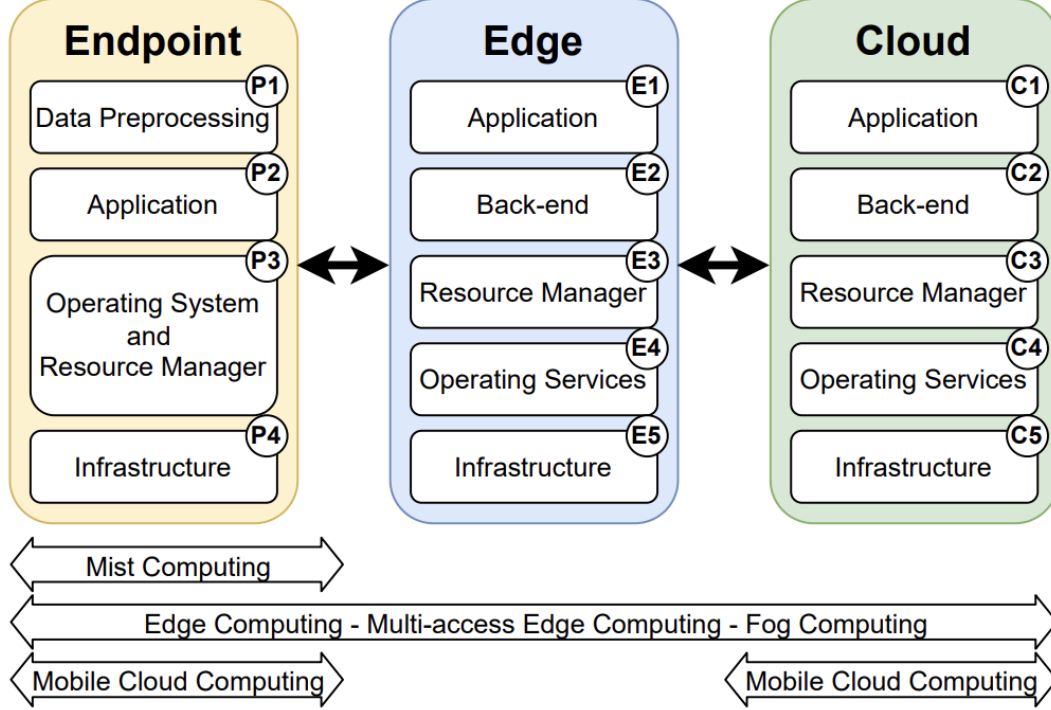 Endpoint
P1
Data Preprocessing
P2
Application
P3
Operating System
and
Resource Manager
P4
Infrastructure
Edge
E1
Application
E2
Back-end
E3
Resource Manager
E4
Operating Services
E5
Infrastructure
Cloud
C1
Application
C2
Back-end
C3
Resource Manager
C4
Operating Services
C5
Infrastructure
Mist Computing
Edge Computing - Multi-access Edge Computing - Fog Computing
Mobile Cloud Computing
Mobile Cloud Computing